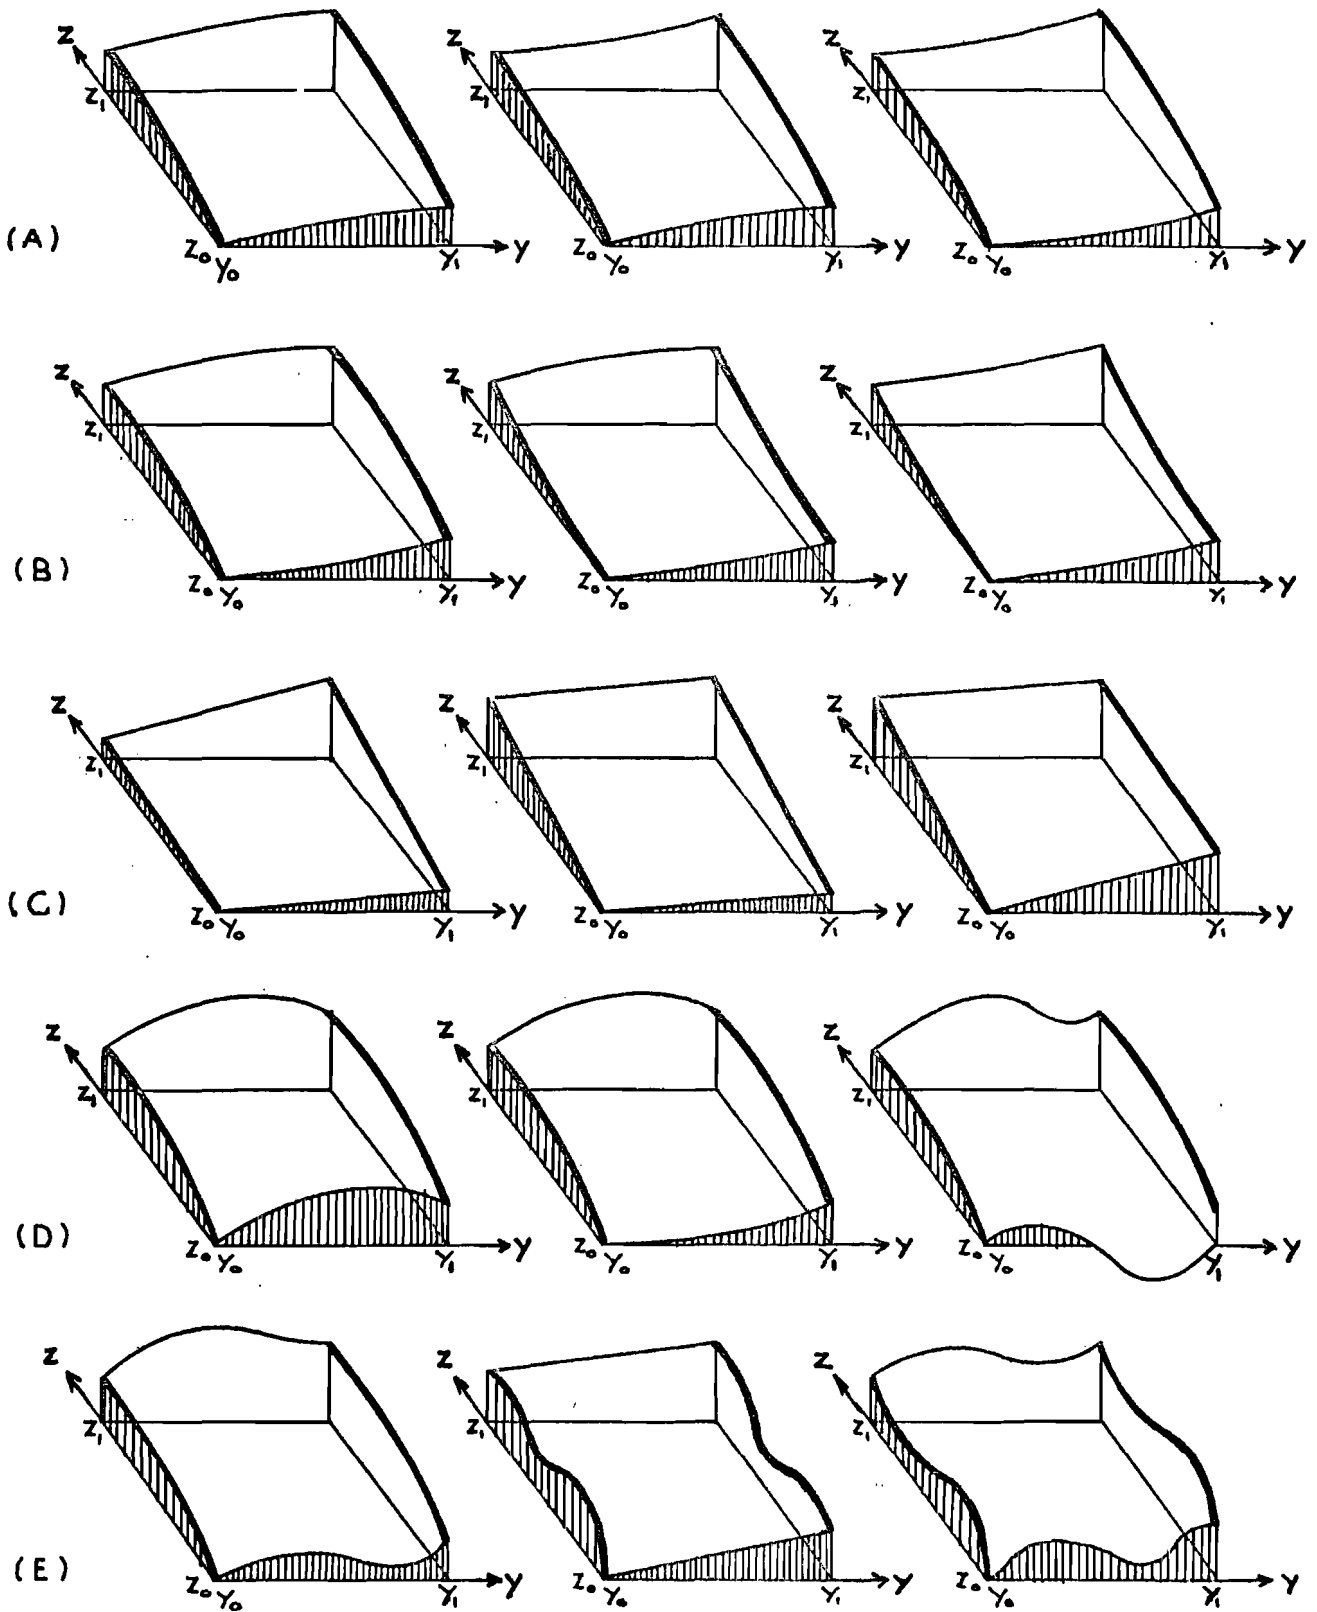 Z Z Z
Z₁ Z₁ Z₁
(A) Z₀ Y₀ Y₁ Y Z₀ Y₀ Y₁ Y Z₀ Y₀ Y₁ Y
Z Z Z
Z₁ Z₁ Z₁
(B) Z₀ Y₀ Y₁ Y Z₀ Y₀ Y₁ Y Z₀ Y₀ Y₁ Y
Z Z Z
Z₁ Z₁ Z₁
(C) Z₀ Y₀ Y₁ Y Z₀ Y₀ Y₁ Y Z₀ Y₀ Y₁ Y
Z Z Z
Z₁ Z₁ Z₁
(D) Z₀ Y₀ Y₁ Y Z₀ Y₀ Y₁ Y Z₀ Y₀ Y₁ Y
Z Z Z
Z₁ Z₁ Z₁
(E) Z₀ Y₀ Y₁ Y Z₀ Y₀ Y₁ Y Z₀ Y₀ Y₁ Y